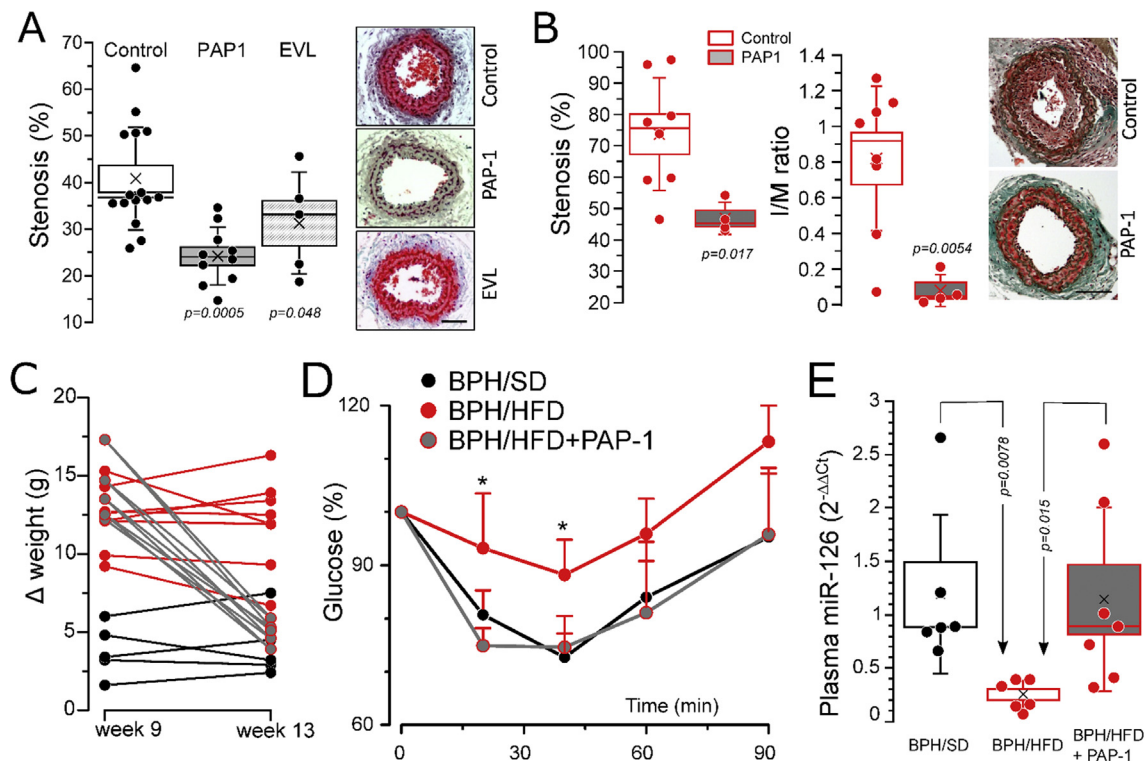 A
Control PAP1 EVL
Stenosis (%)
70
60
50
40
30
20
10
p=0.0005 p=0.048
Control
PAP-1
EVL
B
Control
PAP1
Stenosis (%)
100
90
80
70
60
50
40
30
20
p=0.017
I/M ratio
1.4
1.2
1
0.8
0.6
0.4
0.2
0
p=0.0054
Control
PAP-1
C
Δ weight (g)
20
15
10
5
0
week 9 week 13
D
BPH/SD
BPH/HFD
BPH/HFD+PAP-1
Glucose (%)
120
90
60
* *
Time (min)
0 30 60 90
E
Plasma miR-126 (2-ΔΔCt)
3
2.5
2
1.5
1
0.5
0
p=0.0078
p=0.015
BPH/SD BPH/HFD BPH/HFD
+ PAP-1